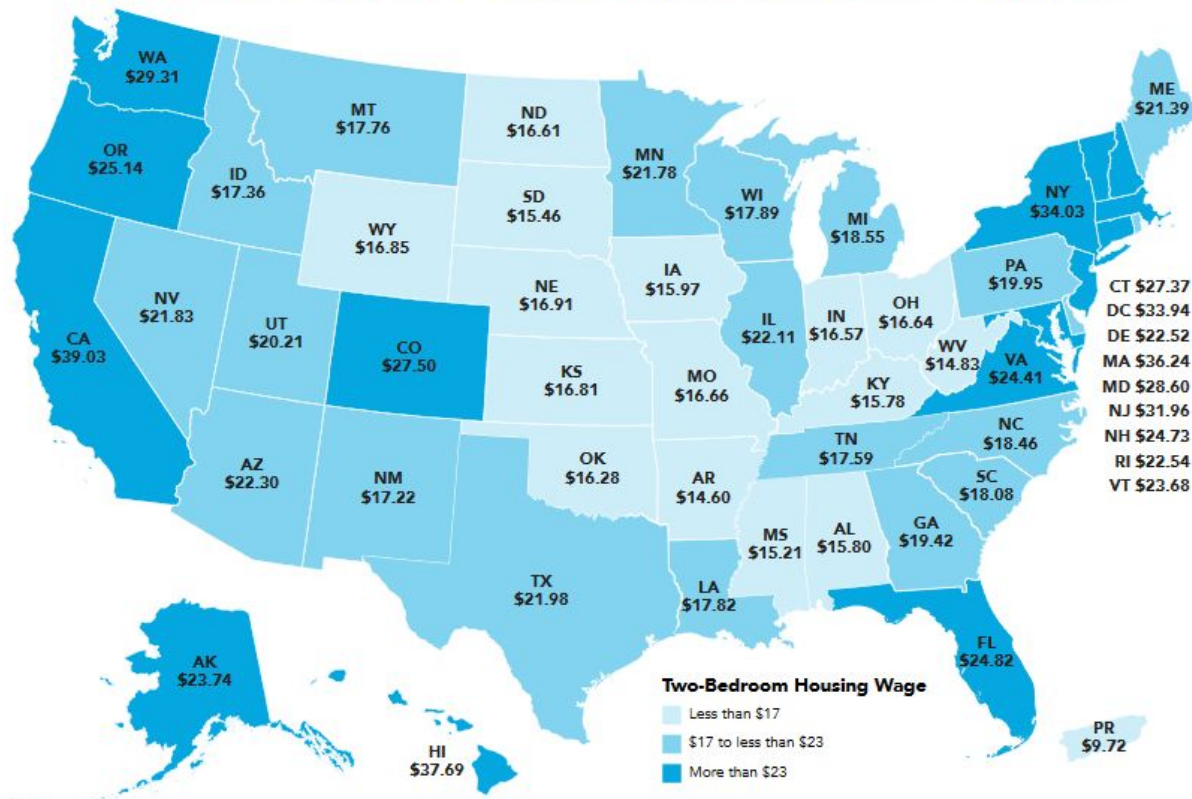 WA
$29.31
MT
$17.76
ND
$16.61
ME
$21.39
OR
$25.14
ID
$17.36
MN
$21.78
SD
$15.46
WI
$17.89
NY
$34.03
MI
$18.55
WY
$16.85
IA
$15.97
PA
$19.95
NE
$16.91
NV
$21.83
UT
$20.21
IL
$22.11
IN
$16.57
OH
$16.64
CA
$39.03
CO
$27.50
WV
$14.83
VA
$24.41
KS
$16.81
MO
$16.66
KY
$15.78
CT $27.37
DC $33.94
DE $22.52
MA $36.24
MD $28.60
NJ $31.96
NH $24.73
RI $22.54
VT $23.68
NC
$18.46
TN
$17.59
AZ
$22.30
NM
$17.22
OK
$16.28
AR
$14.60
SC
$18.08
MS
$15.21
AL
$15.80
GA
$19.42
TX
$21.98
LA
$17.82
AK
$23.74
FL
$24.82
HI
$37.69
PR
$9.72
Two-Bedroom Housing Wage
Less than $17
$17 to less than $23
More than $23